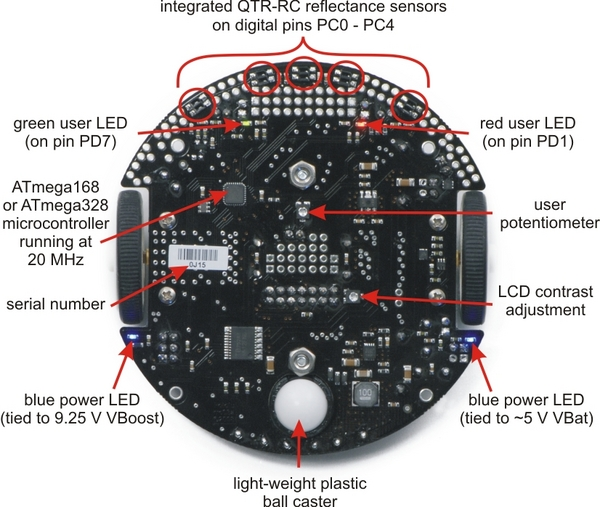 integrated QTR-RC reflectance sensors
on digital pins PC0 - PC4
green user LED
(on pin PD7)
red user LED
(on pin PD1)
ATmega168
or ATmega328
microcontroller
running at
20 MHz
user
potentiometer
0J15
serial number
LCD contrast
adjustment
blue power LED
(tied to 9.25 V VBoost)
blue power LED
(tied to ~5 V VBat)
100
light-weight plastic
ball caster